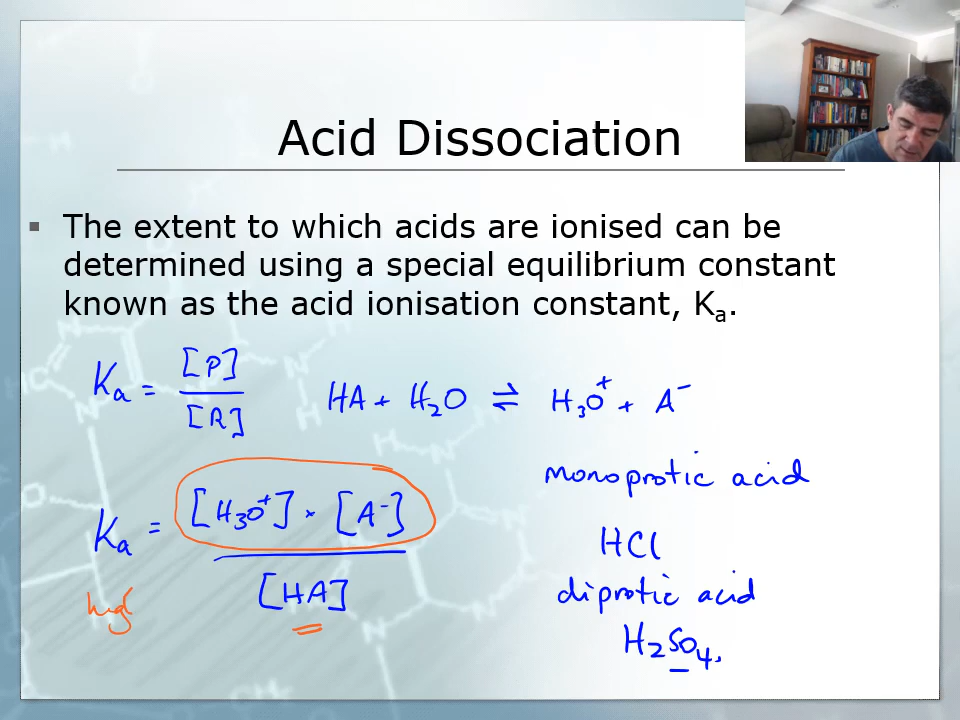 Acid Dissociation
▪ The extent to which acids are ionised can be
determined using a special equilibrium constant
known as the acid ionisation constant, Kₐ.
Kₐ = [P] / [R]
HA + H₂O ⇌ H₃O⁺ + A⁻
monoprotic acid
Kₐ = [H₃O⁺] × [A⁻] / [HA]
HCl
diprotic acid
H₂SO₄,